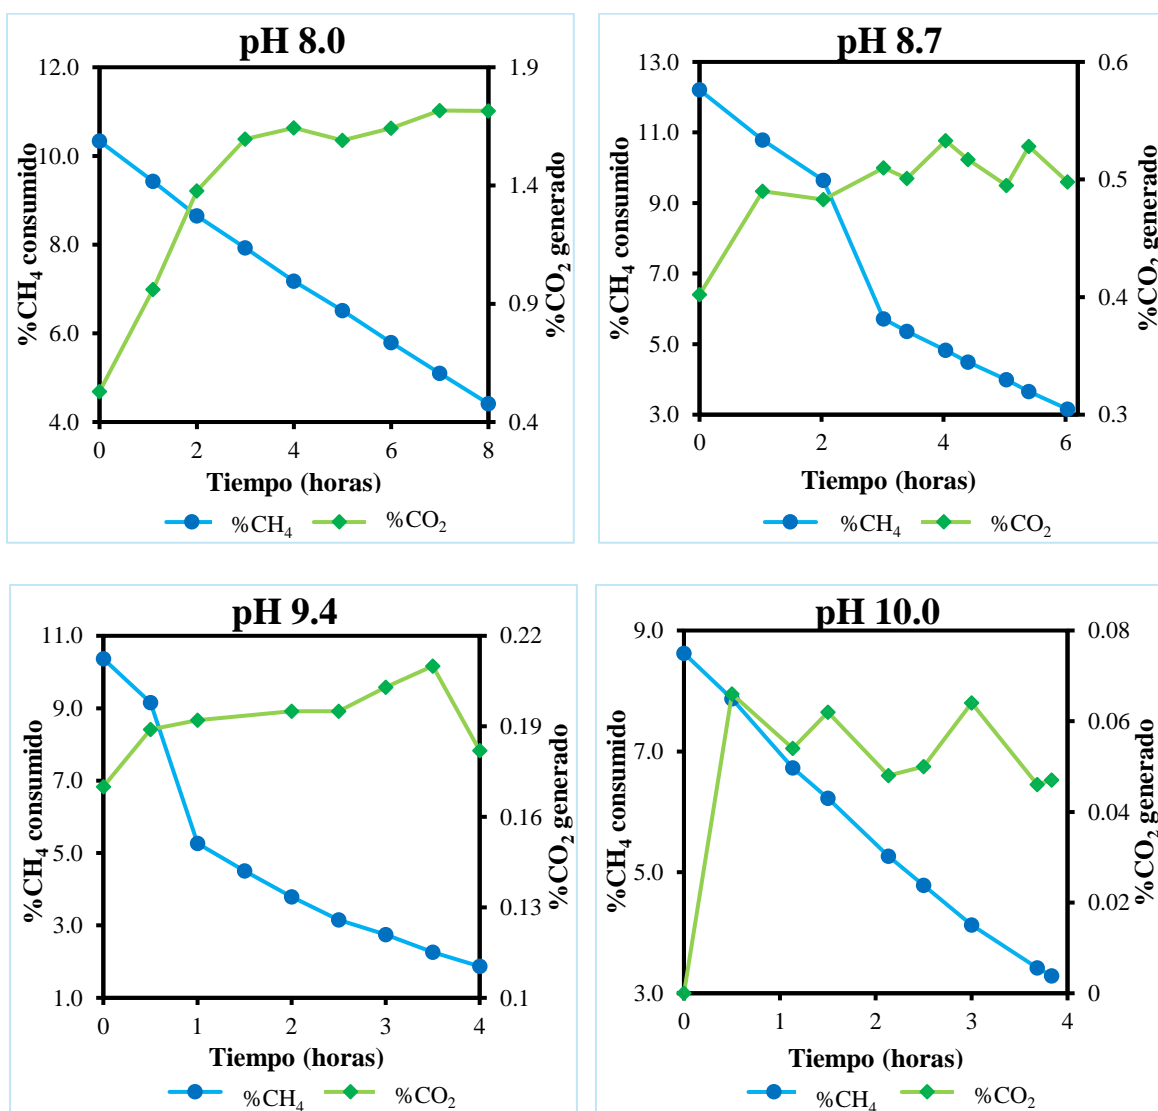 pH 8.0
12.0
10.0
8.0
6.0
4.0
%CH₄ consumido
1.9
1.4
0.9
0.4
%CO₂ generado
0 2 4 6 8
Tiempo (horas)
%CH₄ %CO₂
pH 8.7
13.0
11.0
9.0
7.0
5.0
3.0
%CH₄ consumido
0.6
0.5
0.4
0.3
%CO₂ generado
0 2 4 6
Tiempo (horas)
%CH₄ %CO₂
pH 9.4
11.0
9.0
7.0
5.0
3.0
1.0
%CH₄ consumido
0.22
0.19
0.16
0.13
0.1
%CO₂ generado
0 1 2 3 4
Tiempo (horas)
%CH₄ %CO₂
pH 10.0
9.0
7.0
5.0
3.0
%CH₄ consumido
0.08
0.06
0.04
0.02
0
%CO₂ generado
0 1 2 3 4
Tiempo (horas)
%CH₄ %CO₂